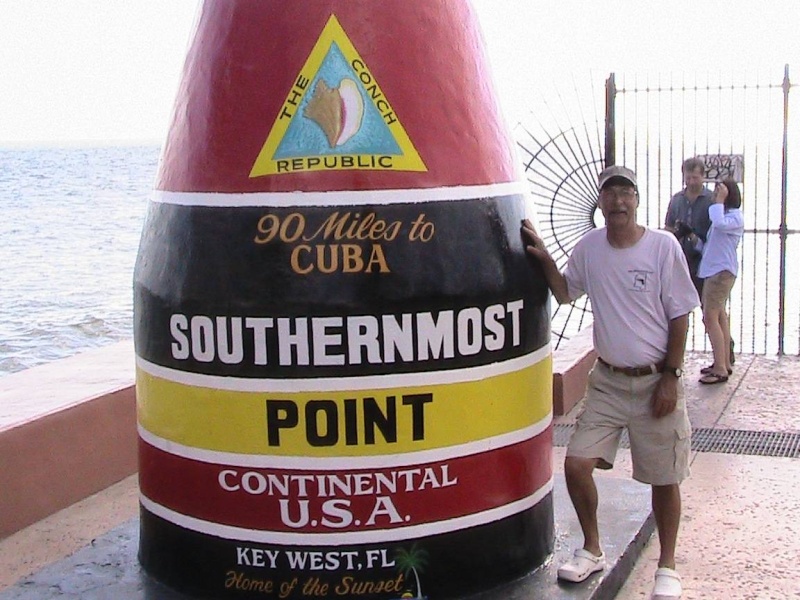 THE CONCH
REPUBLIC
90 Miles to
CUBA
SOUTHERNMOST
POINT
CONTINENTAL
U.S.A.
KEY WEST, FL
Home of the Sunset